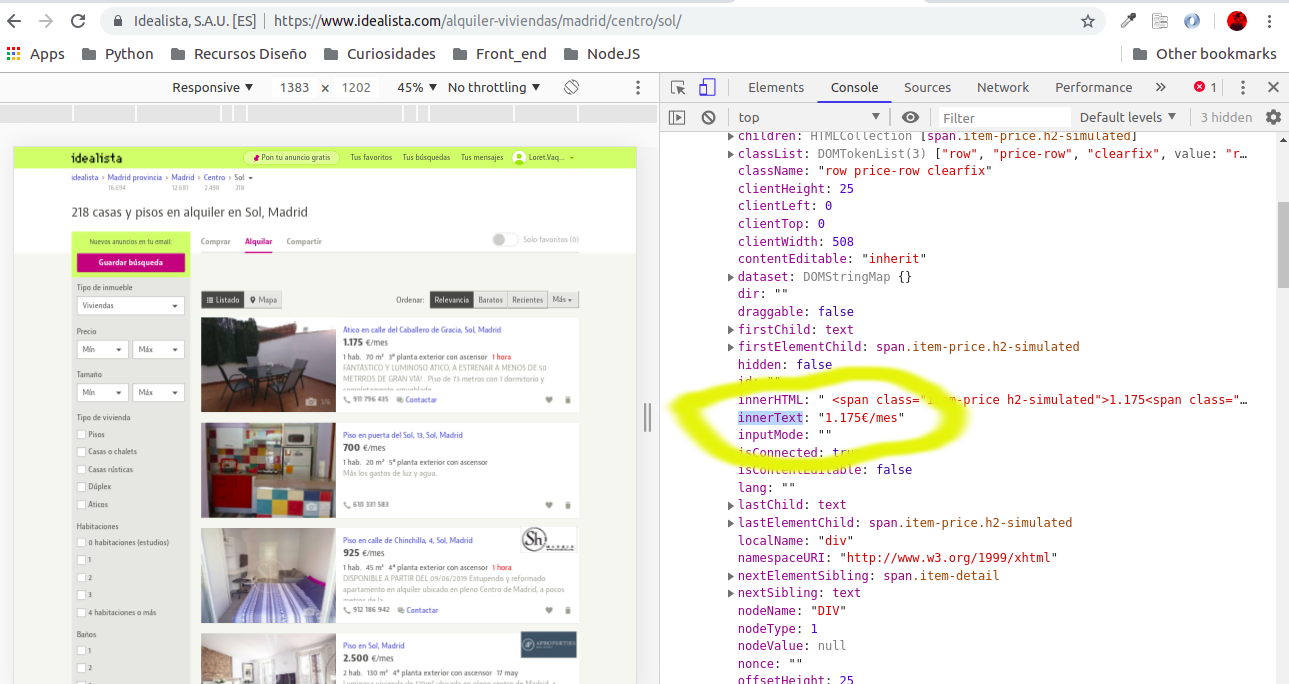 Idealista, S.A.U. [ES] | https://www.idealista.com/alquiler-viviendas/madrid/centro/sol/
Apps Python Recursos Diseño Curiosidades Front_end NodeJS Other bookmarks
Responsive ▼ 1383 x 1202 45% ▼ No throttling ▼
idealista Pon tu anuncio gratis Tus favoritos Tus búsquedas Tus mensajes Loret.Vaq...
idealista › Madrid provincia › Madrid › Centro › Sol
16.694 12.681 2.498 218
218 casas y pisos en alquiler en Sol, Madrid
Nuevos anuncios en tu email:
Guardar búsqueda
Comprar Alquilar Compartir Solo favoritos (0)
Tipo de inmueble
Viviendas
Precio
Mín Máx
Tamaño
Mín Máx
Tipo de vivienda
Pisos
Casas o chalets
Casas rústicas
Dúplex
Áticos
Habitaciones
0 habitaciones (estudios)
1
2
3
4 habitaciones o más
Baños
1
2
Listado Mapa Ordenar: Relevancia Baratos Recientes Más
Ático en calle del Caballero de Gracia, Sol, Madrid
1.175 €/mes
1 hab. 70 m² 3ª planta exterior con ascensor 1 hora
FANTASTICO Y LUMINOSO ATICO, A ESTRENAR A MENOS DE 50
METRROS DE GRAN VIA! . Piso de 73 metros con 1 dormitorio y
completamente amueblado
911 796 435 Contactar
Piso en puerta del Sol, 13, Sol, Madrid
700 €/mes
1 hab. 20 m² 5ª planta exterior con ascensor
Más los gastos de luz y agua.
610 331 583
Piso en calle de Chinchilla, 4, Sol, Madrid
925 €/mes
1 hab. 45 m² 4ª planta exterior con ascensor 1 hora
DISPONIBLE A PARTIR DEL 09/06/2019 Estupendo y reformado
apartamento en alquiler ubicado en pleno Centro de Madrid, a pocos
metros de la
912 186 942 Contactar
Sh
Piso en Sol, Madrid
2.500 €/mes
2 hab. 130 m² 4ª planta exterior con ascensor 17 may
Elements Console Sources Network Performance » 1
top ▼ Filter Default levels ▼ 3 hidden
children: HTMLCollection [span.item-price.h2-simulated]
classList: DOMTokenList(3) ["row", "price-row", "clearfix", value: "r…
className: "row price-row clearfix"
clientHeight: 25
clientLeft: 0
clientTop: 0
clientWidth: 508
contentEditable: "inherit"
dataset: DOMStringMap {}
dir: ""
draggable: false
firstChild: text
firstElementChild: span.item-price.h2-simulated
hidden: false
id: ""
innerHTML: " <span class="item-price h2-simulated">1.175<span class="…
innerText: "1.175€/mes"
inputMode: ""
isConnected: true
isContentEditable: false
lang: ""
lastChild: text
lastElementChild: span.item-price.h2-simulated
localName: "div"
namespaceURI: "http://www.w3.org/1999/xhtml"
nextElementSibling: span.item-detail
nextSibling: text
nodeName: "DIV"
nodeType: 1
nodeValue: null
nonce: ""
offsetHeight: 25